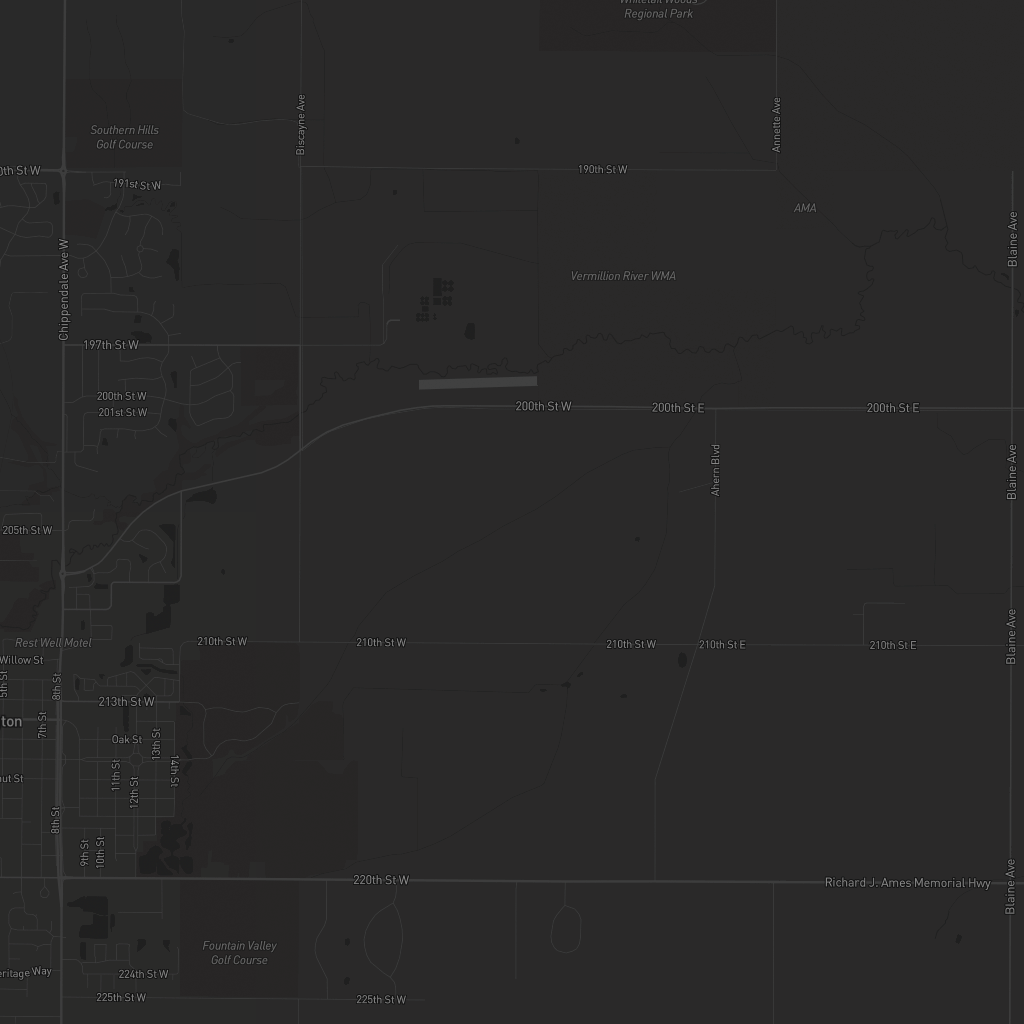 Whitetail Woods
Regional Park
Biscayne Ave
Annette Ave
Southern Hills
Golf Course
0th St W
190th St W
191st St W
AMA
Blaine Ave
Chippendale Ave W
Vermillion River WMA
197th St W
200th St W
201st St W
200th St W
200th St E
200th St E
Ahern Blvd
Blaine Ave
205th St W
Rest Well Motel
210th St W
210th St W
210th St W
210th St E
210th St E
Blaine Ave
Willow St
5th St
8th St
213th St W
ton
7th St
Oak St
13th St
14th St
11th St
12th St
nut St
8th St
9th St
10th St
220th St W
Richard J. Ames Memorial Hwy
Blaine Ave
Fountain Valley
Golf Course
eritage Way
224th St W
225th St W
225th St W